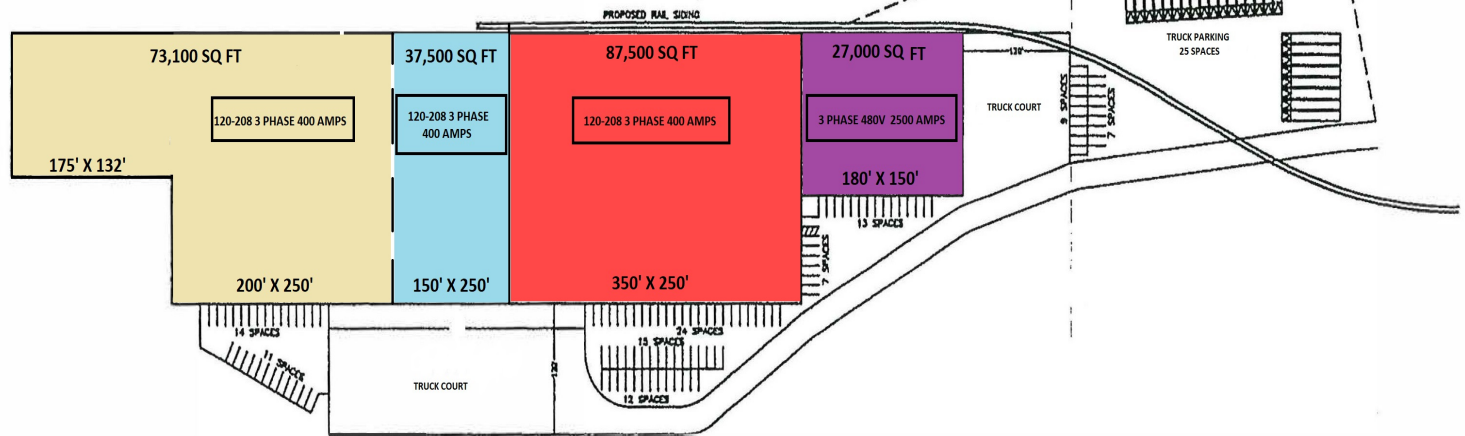 PROPOSED RAIL SIDING
TRUCK PARKING
25 SPACES
73,100 SQ FT
37,500 SQ FT
87,500 SQ FT
27,000 SQ FT
120'
120-208 3 PHASE 400 AMPS
120-208 3 PHASE
400 AMPS
120-208 3 PHASE 400 AMPS
3 PHASE 480V 2500 AMPS
TRUCK COURT
9 SPACES
7 SPACES
175' X 132'
180' X 150'
13 SPACES
7 SPACES
200' X 250'
150' X 250'
350' X 250'
14 SPACES
11 SPACES
24 SPACES
15 SPACES
12 SPACES
TRUCK COURT
130'